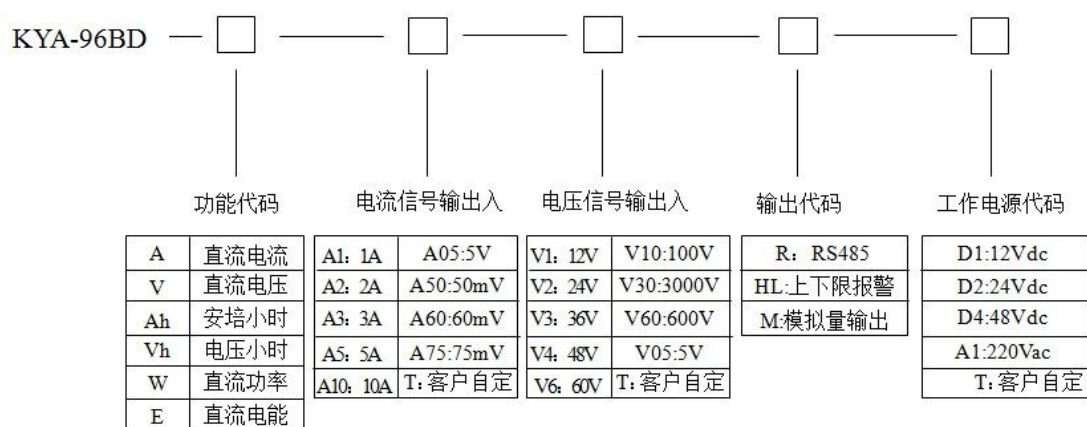 KYA-96BD
功能代码 电流信号输出入 电压信号输出入 输出代码 工作电源代码
A 直流电流 A1：1A A05:5V V1：12V V10:100V R：RS485 D1:12Vdc
V 直流电压 A2：2A A50:50mV V2：24V V30:3000V HL:上下限报警 D2:24Vdc
Ah 安培小时 A3：3A A60:60mV V3：36V V60:600V M:模拟量输出 D4:48Vdc
Vh 电压小时 A5：5A A75:75mV V4：48V V05:5V A1:220Vac
W 直流功率 A10：10A T:客户自定 V6：60V T:客户自定 T:客户自定
E 直流电能